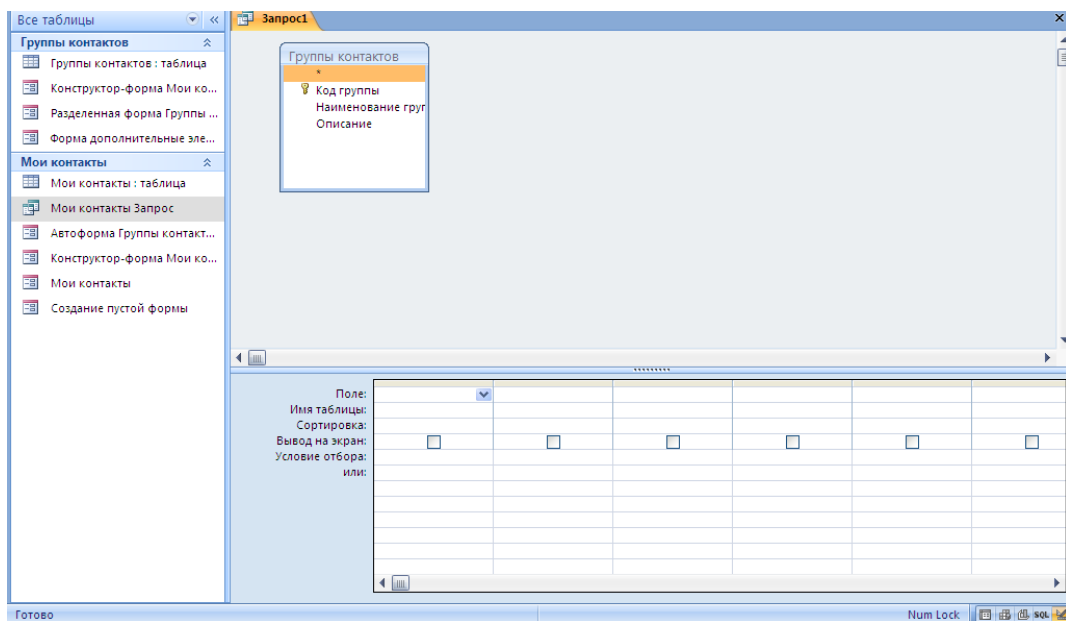 Все таблицы
Группы контактов
Группы контактов : таблица
Конструктор-форма Мои ко...
Разделенная форма Группы ...
Форма дополнительные эле...
Мои контакты
Мои контакты : таблица
Мои контакты Запрос
Автоформа Группы контакт...
Конструктор-форма Мои ко...
Мои контакты
Создание пустой формы
Запрос1
Группы контактов
*
Код группы
Наименование груп
Описание
Поле:
Имя таблицы:
Сортировка:
Вывод на экран:
Условие отбора:
или:
Готово
Num Lock
SQL